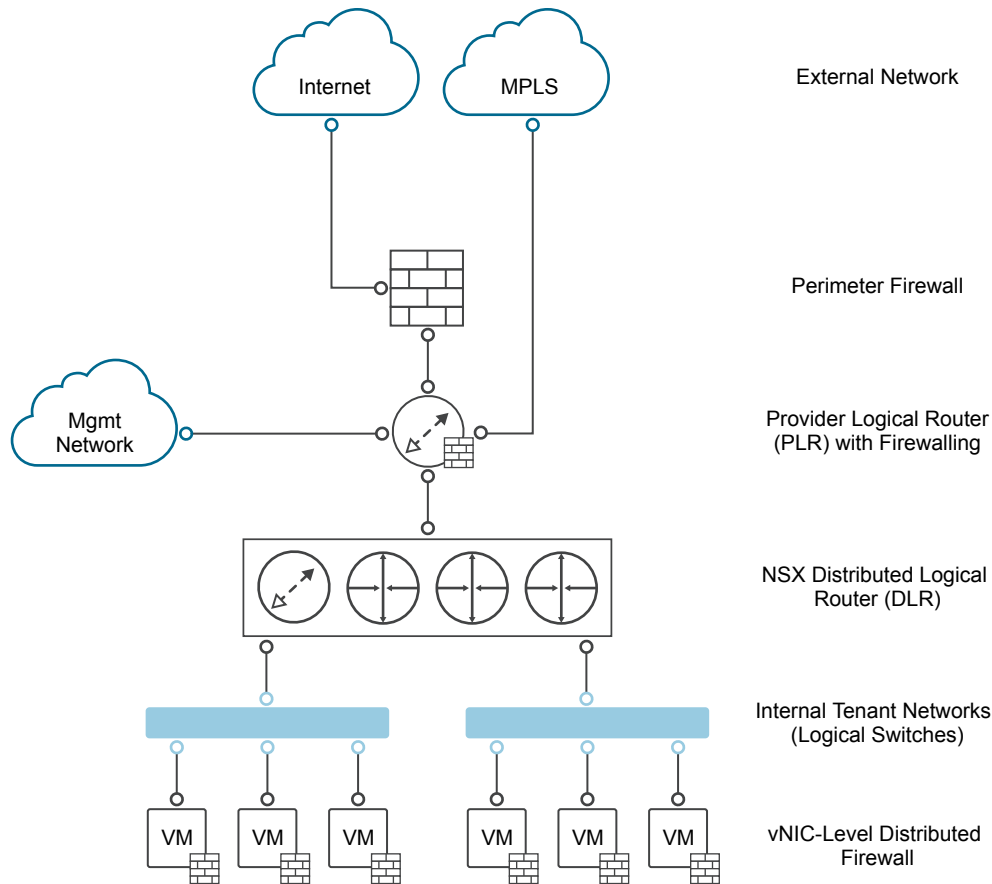 Internet
MPLS
External Network
Perimeter Firewall
Mgmt
Network
Provider Logical Router
(PLR) with Firewalling
NSX Distributed Logical
Router (DLR)
Internal Tenant Networks
(Logical Switches)
VM
VM
VM
VM
VM
VM
vNIC-Level Distributed
Firewall